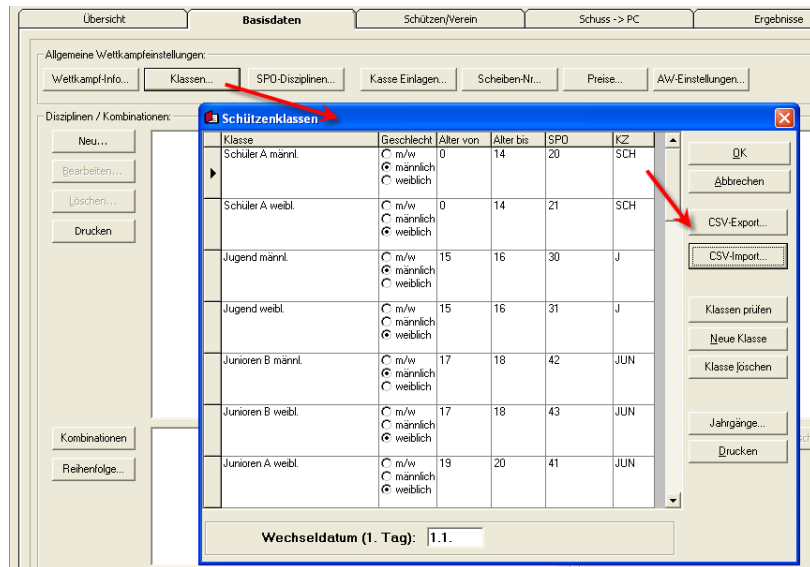 Übersicht Basisdaten Schützen/Verein Schuss -> PC Ergebnisse
Allgemeine Wettkampfeinstellungen:
Wettkampf-Info... Klassen... SPO-Disziplinen... Kasse Einlagen... Scheiben-Nr... Preise... AW-Einstellungen...
Disziplinen / Kombinationen:
Neu...
Bearbeiten...
Löschen...
Drucken
Kombinationen
Reihenfolge...
Schützenklassen
Klasse Geschlecht Alter von Alter bis SPO KZ
Schüler A männl. m/w 0 14 20 SCH
männlich
weiblich
Schüler A weibl. m/w 0 14 21 SCH
männlich
weiblich
Jugend männl. m/w 15 16 30 J
männlich
weiblich
Jugend weibl. m/w 15 16 31 J
männlich
weiblich
Junioren B männl. m/w 17 18 42 JUN
männlich
weiblich
Junioren B weibl. m/w 17 18 43 JUN
männlich
weiblich
Junioren A weibl. m/w 19 20 41 JUN
männlich
weiblich
OK
Abbrechen
CSV-Export...
CSV-Import...
Klassen prüfen
Neue Klasse
Klasse löschen
Jahrgänge...
Drucken
Wechseldatum (1. Tag): 1.1.